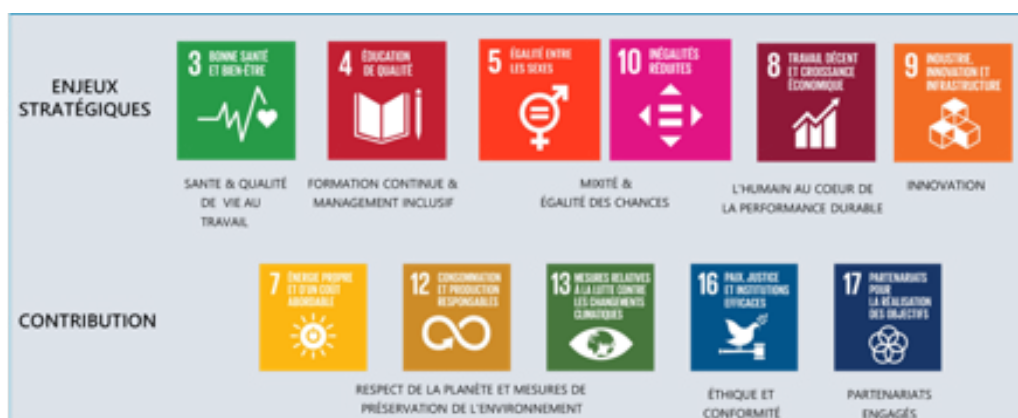 ENJEUX
STRATÉGIQUES
3 BONNE SANTÉ
ET BIEN-ÊTRE
4 ÉDUCATION
DE QUALITÉ
5 ÉGALITÉ ENTRE
LES SEXES
10 INÉGALITÉS
RÉDUITES
8 TRAVAIL DÉCENT
ET CROISSANCE
ÉCONOMIQUE
9 INDUSTRIE,
INNOVATION ET
INFRASTRUCTURE
SANTE & QUALITÉ
DE VIE AU
TRAVAIL
FORMATION CONTINUE &
MANAGEMENT INCLUSIF
MIXITÉ &
ÉGALITÉ DES CHANCES
L'HUMAIN AU COEUR DE
LA PERFORMANCE DURABLE
INNOVATION
CONTRIBUTION
7 ÉNERGIE PROPRE
ET D'UN COÛT
ABORDABLE
12 CONSOMMATION
ET PRODUCTION
RESPONSABLES
13 MESURES RELATIVES
À LA LUTTE CONTRE
LES CHANGEMENTS
CLIMATIQUES
16 PAIX, JUSTICE
ET INSTITUTIONS
EFFICACES
17 PARTENARIATS
POUR
LA RÉALISATION
DES OBJECTIFS
RESPECT DE LA PLANÈTE ET MESURES DE
PRÉSERVATION DE L'ENVIRONNEMENT
ÉTHIQUE ET
CONFORMITÉ
PARTENARIATS
ENGAGÉS